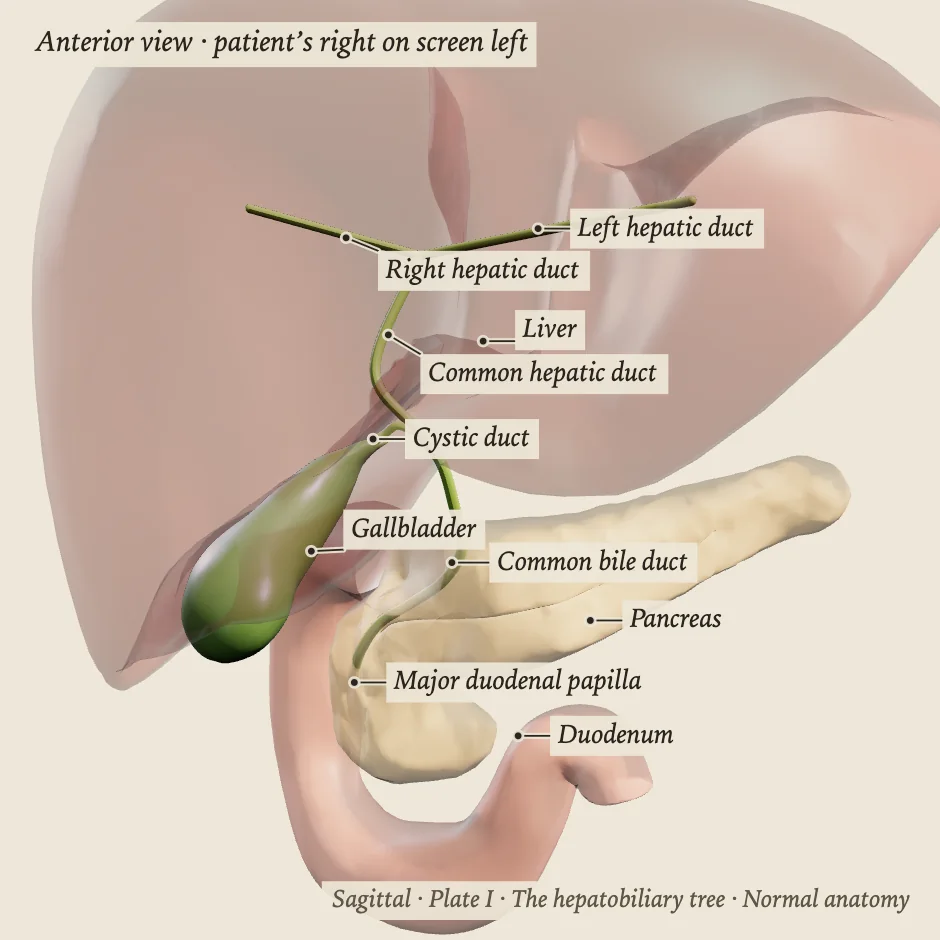 Anterior view · patient’s right on screen left
Left hepatic duct
Right hepatic duct
Liver
Common hepatic duct
Cystic duct
Gallbladder
Common bile duct
Pancreas
Major duodenal papilla
Duodenum
Sagittal · Plate I · The hepatobiliary tree · Normal anatomy